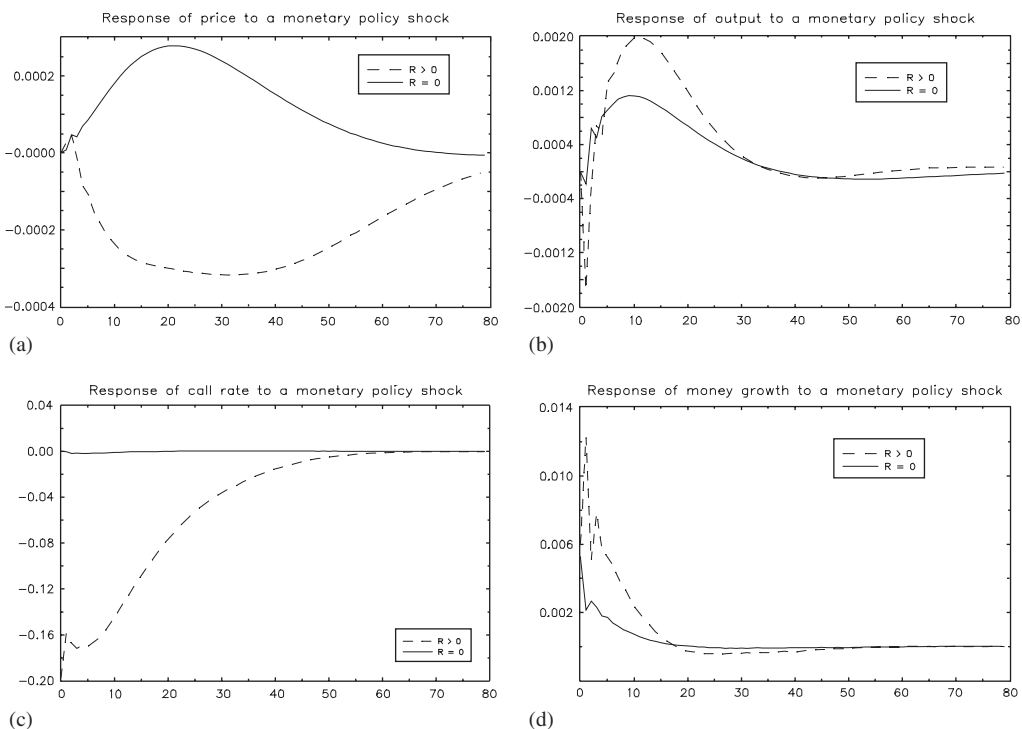 Response of price to a monetary policy shock
0.0002
-0.0000
-0.0002
-0.0004
0 10 20 30 40 50 60 70 80
R > 0
R = 0
(a)
Response of output to a monetary policy shock
0.0020
0.0012
0.0004
-0.0004
-0.0012
-0.0020
0 10 20 30 40 50 60 70 80
R > 0
R = 0
(b)
Response of call rate to a monetary policy shock
0.04
0.00
-0.04
-0.08
-0.12
-0.16
-0.20
0 10 20 30 40 50 60 70 80
R > 0
R = 0
(c)
Response of money growth to a monetary policy shock
0.014
0.010
0.006
0.002
0 10 20 30 40 50 60 70 80
R > 0
R = 0
(d)